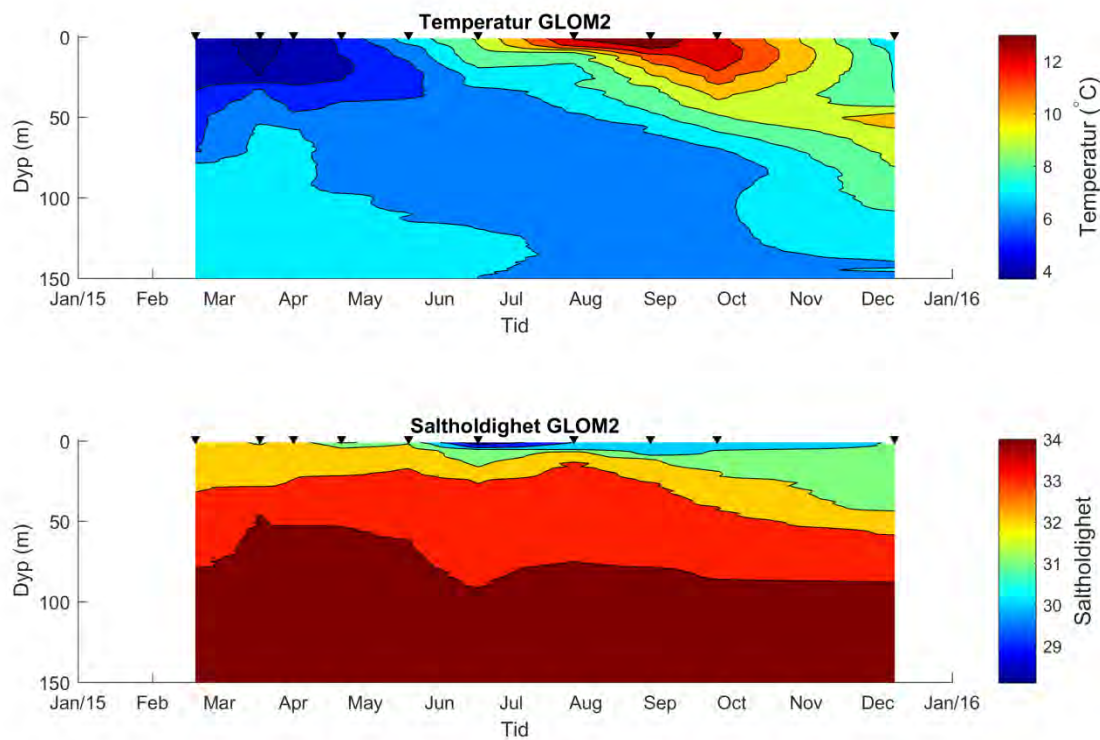 Temperatur GLOM2
0
50
100
150
Dyp (m)
Jan/15 Feb Mar Apr May Jun Jul Aug Sep Oct Nov Dec Jan/16
Tid
12
10
8
6
4
Temperatur (°C)
Saltholdighet GLOM2
0
50
100
150
Dyp (m)
Jan/15 Feb Mar Apr May Jun Jul Aug Sep Oct Nov Dec Jan/16
Tid
34
33
32
31
30
29
Saltholdighet